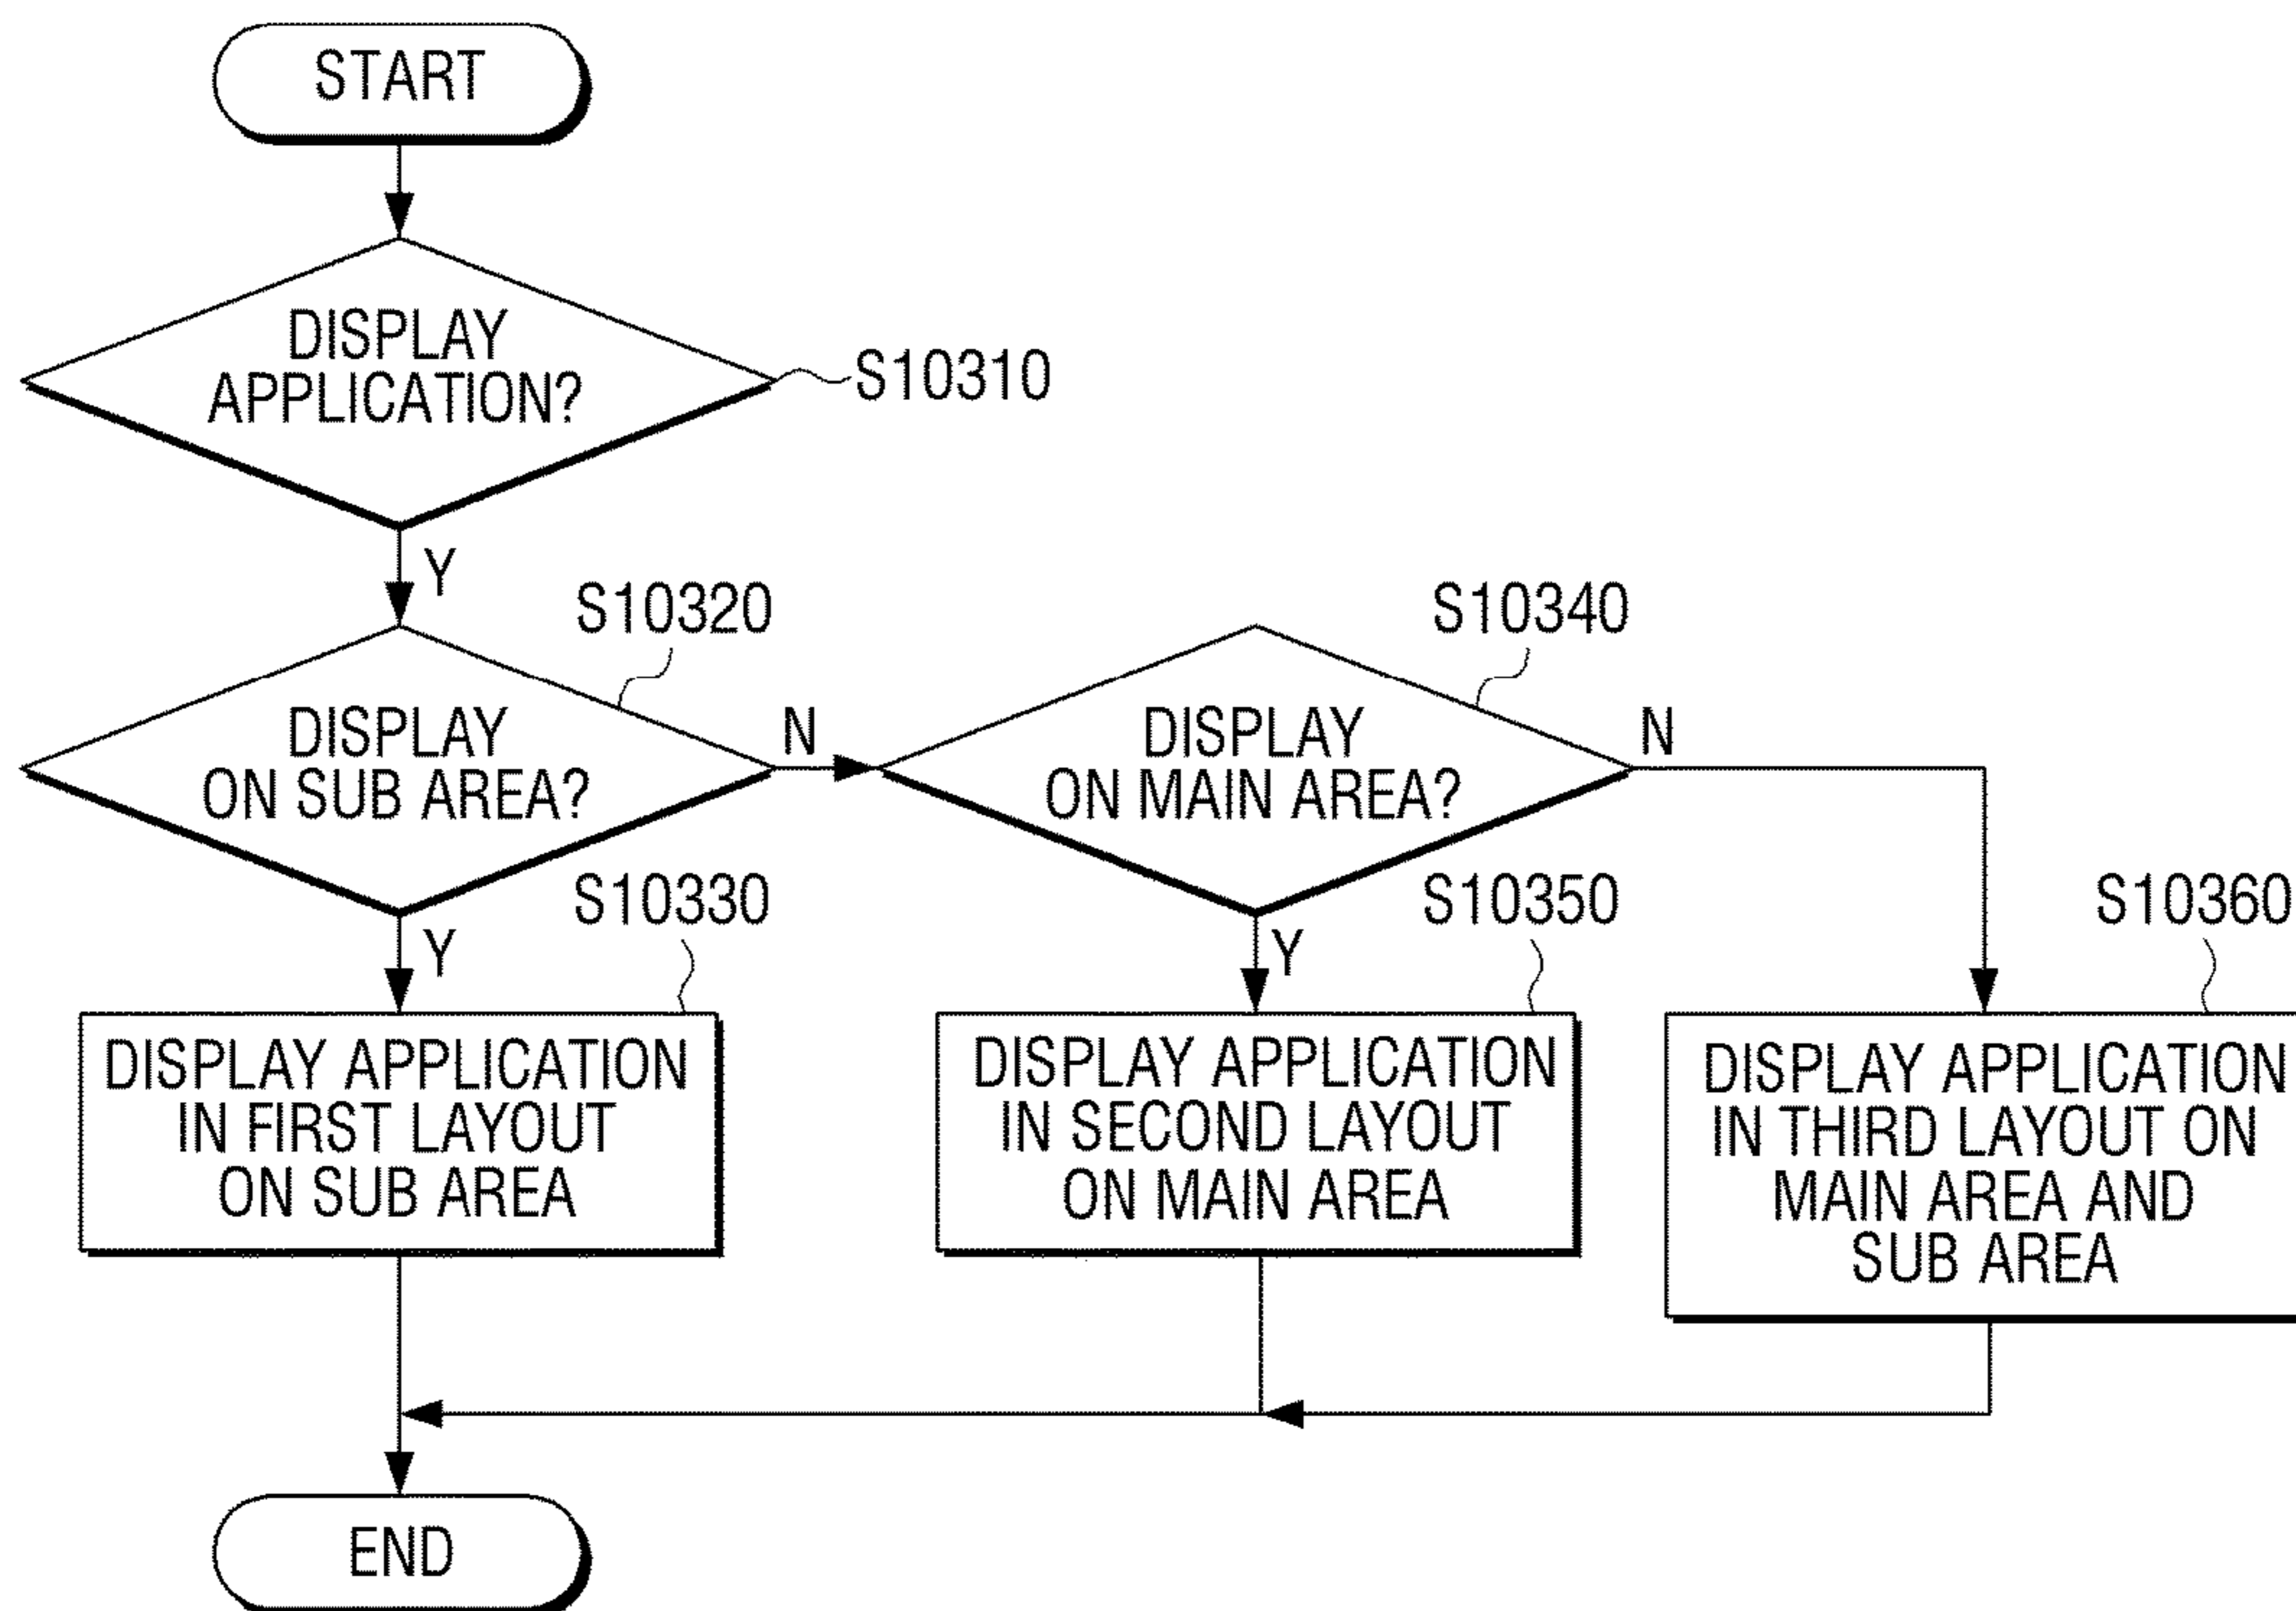 START
DISPLAY
APPLICATION?
S10310
Y
S10320
DISPLAY
ON SUB AREA?
N
S10340
DISPLAY
ON MAIN AREA?
N
Y
S10330
DISPLAY APPLICATION
IN FIRST LAYOUT
ON SUB AREA
Y
S10350
DISPLAY APPLICATION
IN SECOND LAYOUT
ON MAIN AREA
S10360
DISPLAY APPLICATION
IN THIRD LAYOUT ON
MAIN AREA AND
SUB AREA
END